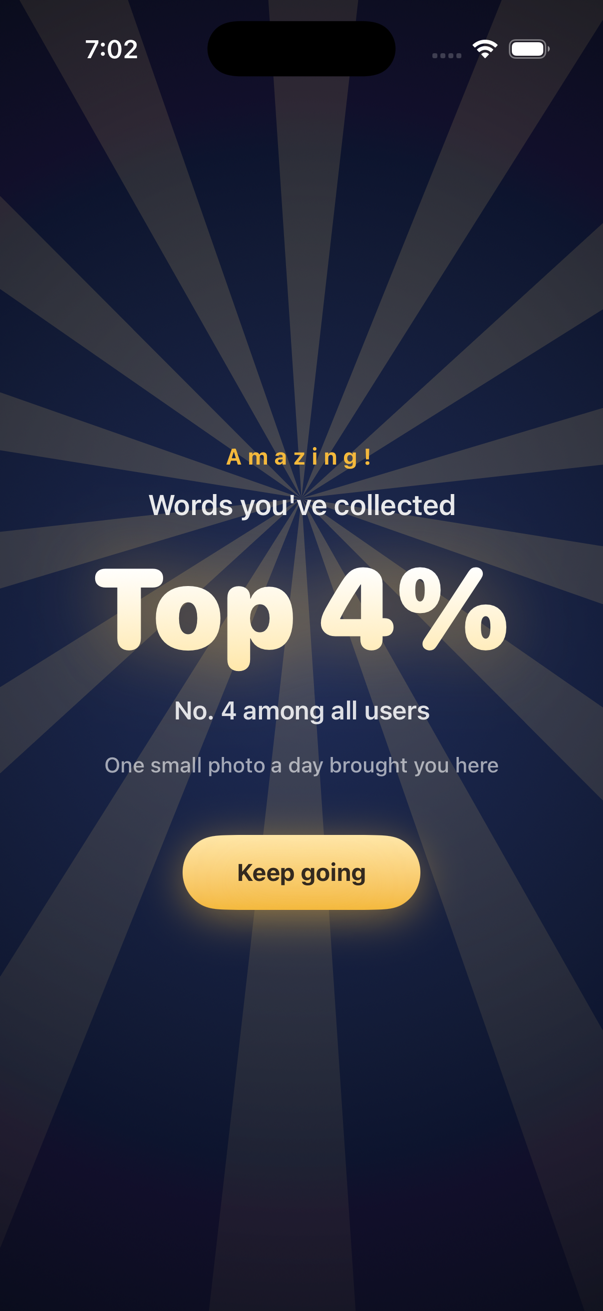 7:02
Amazing!
Words you've collected
Top 4%
No. 4 among all users
One small photo a day brought you here
Keep going